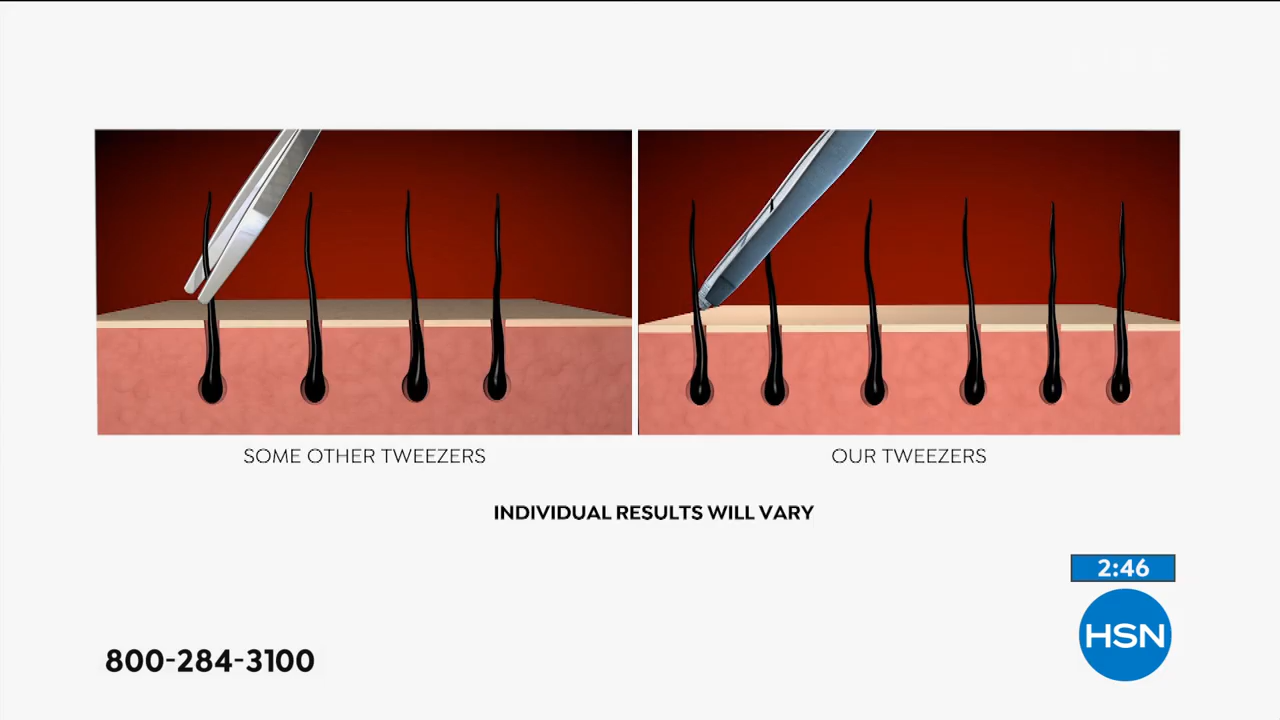 SOME OTHER TWEEZERS
OUR TWEEZERS
INDIVIDUAL RESULTS WILL VARY
2:46
HSN
800-284-3100